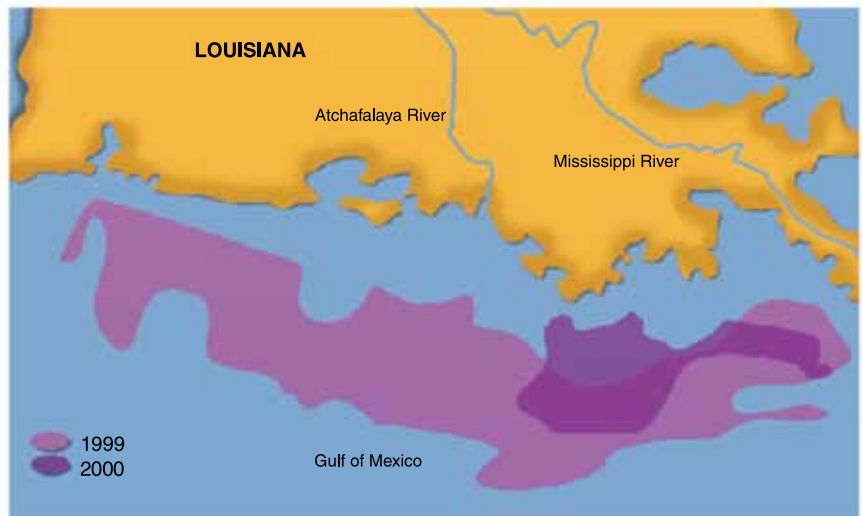 LOUISIANA
Atchafalaya River
Mississippi River
1999
2000
Gulf of Mexico